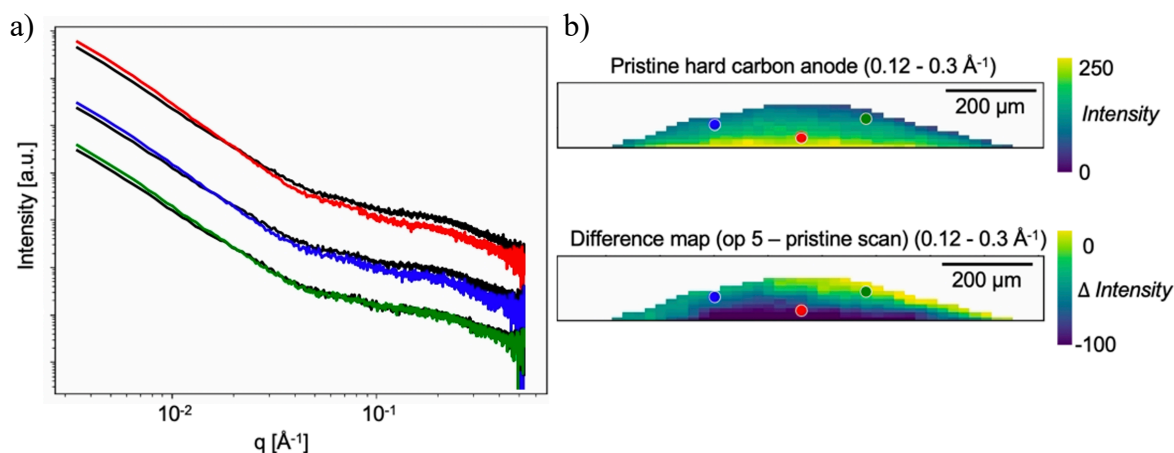 a)
Intensity [a.u.]
10-2
10-1
q [Å-1]
b)
Pristine hard carbon anode (0.12 - 0.3 Å-1)
200 µm
250
Intensity
0
Difference map (op 5 – pristine scan) (0.12 - 0.3 Å-1)
200 µm
0
Δ Intensity
-100